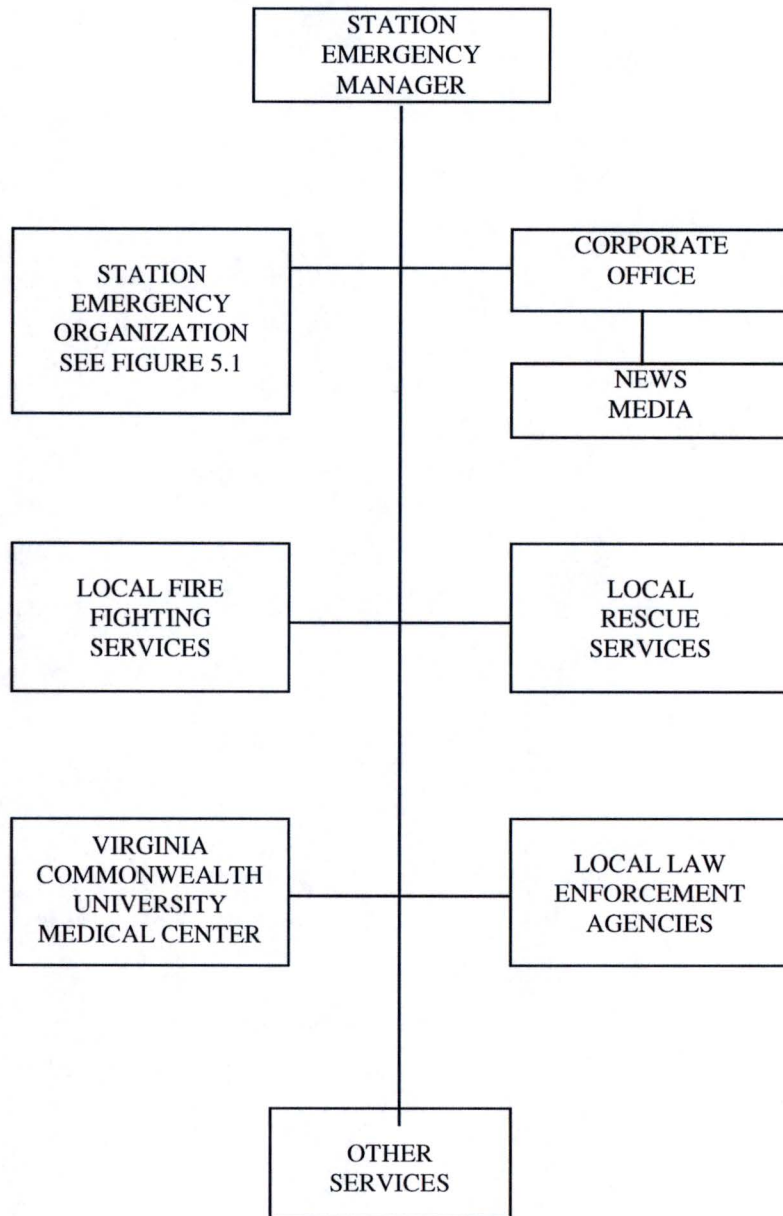 STATION
EMERGENCY
MANAGER
STATION
EMERGENCY
ORGANIZATION
SEE FIGURE 5.1
CORPORATE
OFFICE
NEWS
MEDIA
LOCAL FIRE
FIGHTING
SERVICES
LOCAL
RESCUE
SERVICES
VIRGINIA
COMMONWEALTH
UNIVERSITY
MEDICAL CENTER
LOCAL LAW
ENFORCEMENT
AGENCIES
OTHER
SERVICES